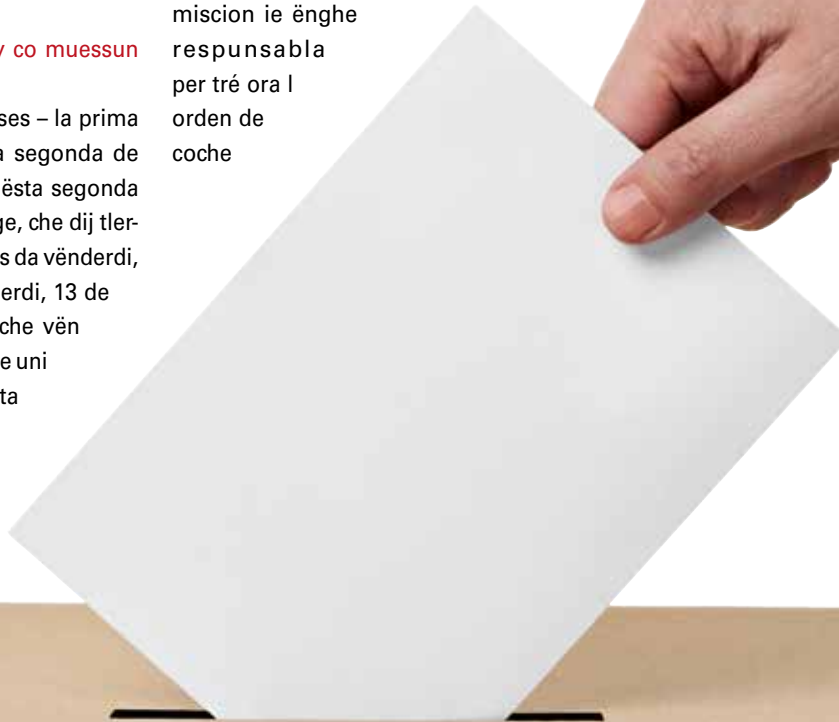 y co muessun
ses – la prima
a segonda de
ësta segonda
ge, che dij tler-
s da vënderdi,
erdi, 13 de
che vën
e uni
ta
miscion ie ënghe
respunsabla
per tré ora l
orden de
coche